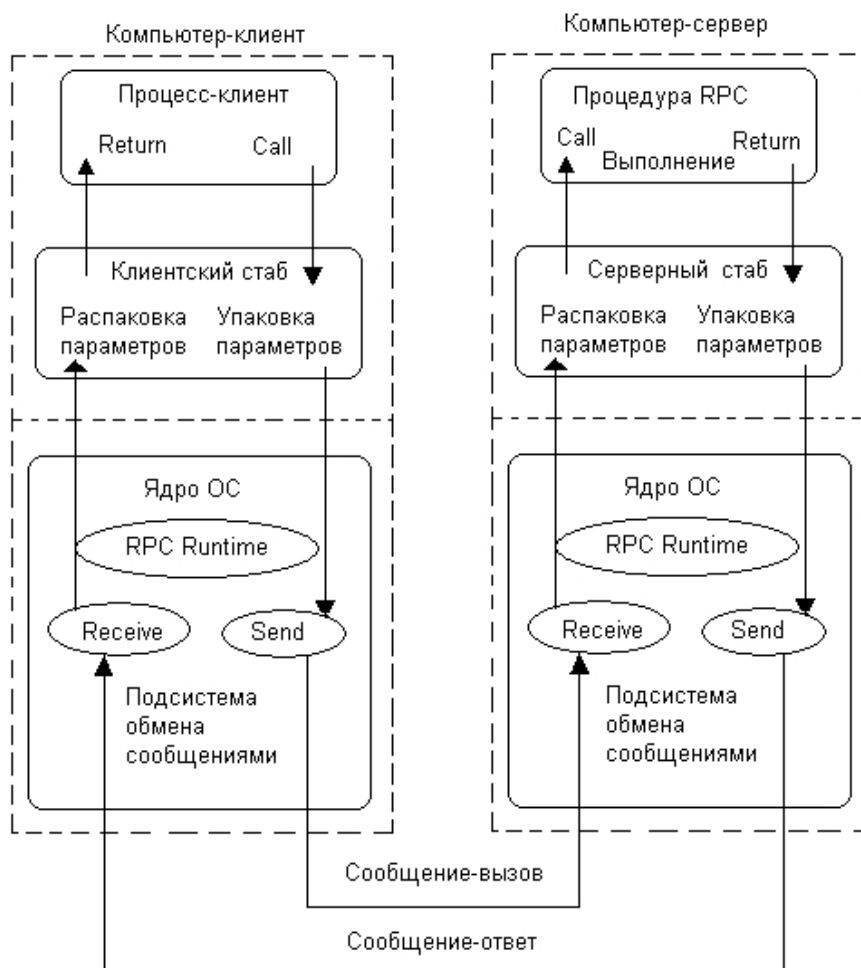 Компьютер-клиент
Процесс-клиент
Return
Call
Клиентский стаб
Распаковка
параметров
Упаковка
параметров
Ядро ОС
RPC Runtime
Receive
Send
Подсистема
обмена
сообщениями
Компьютер-сервер
Процедура RPC
Call
Return
Выполнение
Серверный стаб
Распаковка
параметров
Упаковка
параметров
Ядро ОС
RPC Runtime
Receive
Send
Подсистема
обмена
сообщениями
Сообщение-вызов
Сообщение-ответ